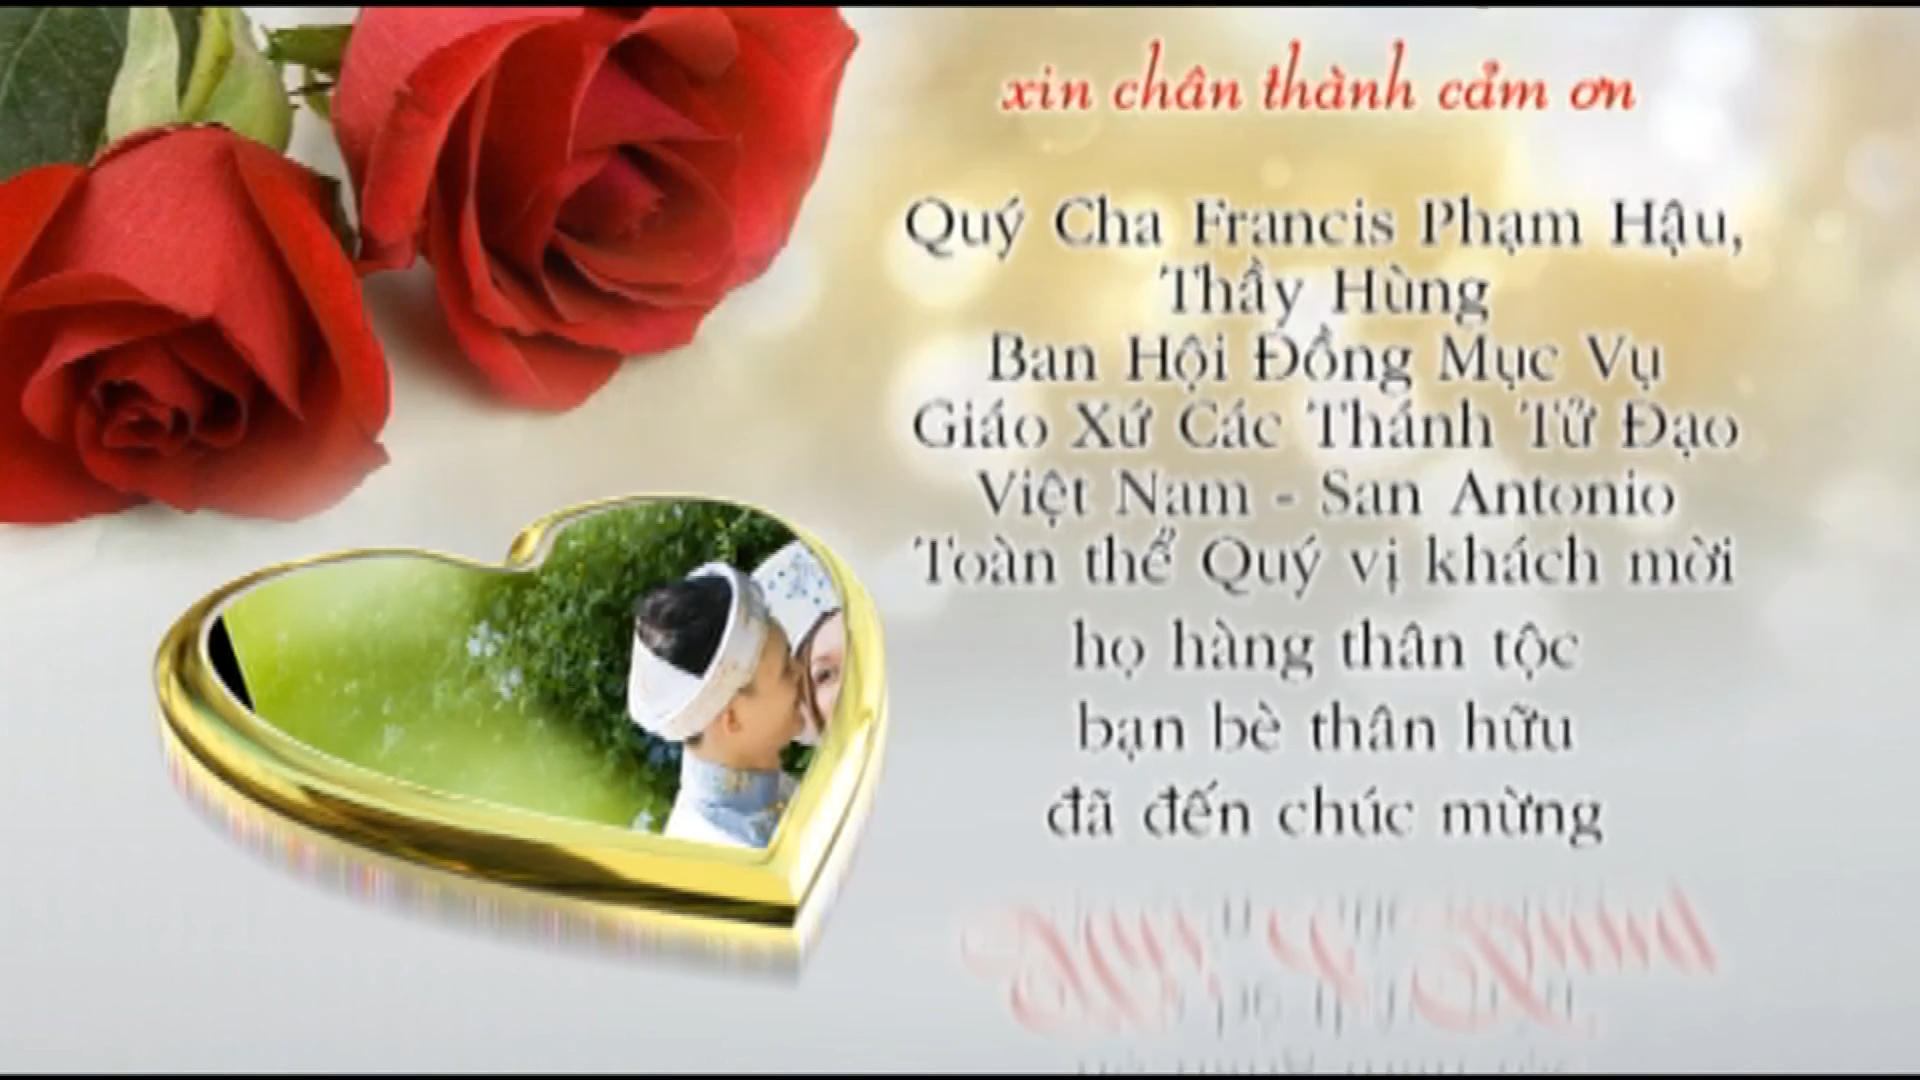 xin chân thành cảm ơn
Quý Cha Francis Phạm Hậu,
Thầy Hùng
Ban Hội Đồng Mục Vụ
Giáo Xứ Các Thánh Tử Đạo
Việt Nam - San Antonio
Toàn thể Quý vị khách mời
họ hàng thân tộc
bạn bè thân hữu
đã đến chúc mừng